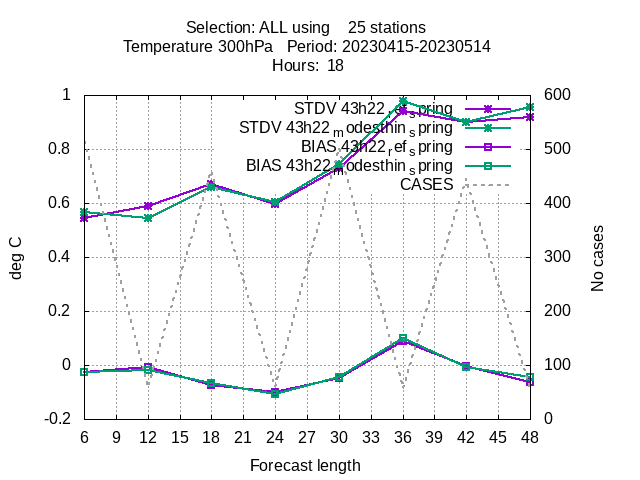 Selection: ALL using    25 stations
Temperature 300hPa   Period: 20230415-20230514
Hours:  18
STDV 43h22_ref_spring
STDV 43h22_modesthin_spring
BIAS 43h22_ref_spring
BIAS 43h22_modesthin_spring
CASES
1
0.8
0.6
0.4
0.2
0
-0.2
600
500
400
300
200
100
0
deg C
No cases
6 9 12 15 18 21 24 27 30 33 36 39 42 45 48
Forecast length